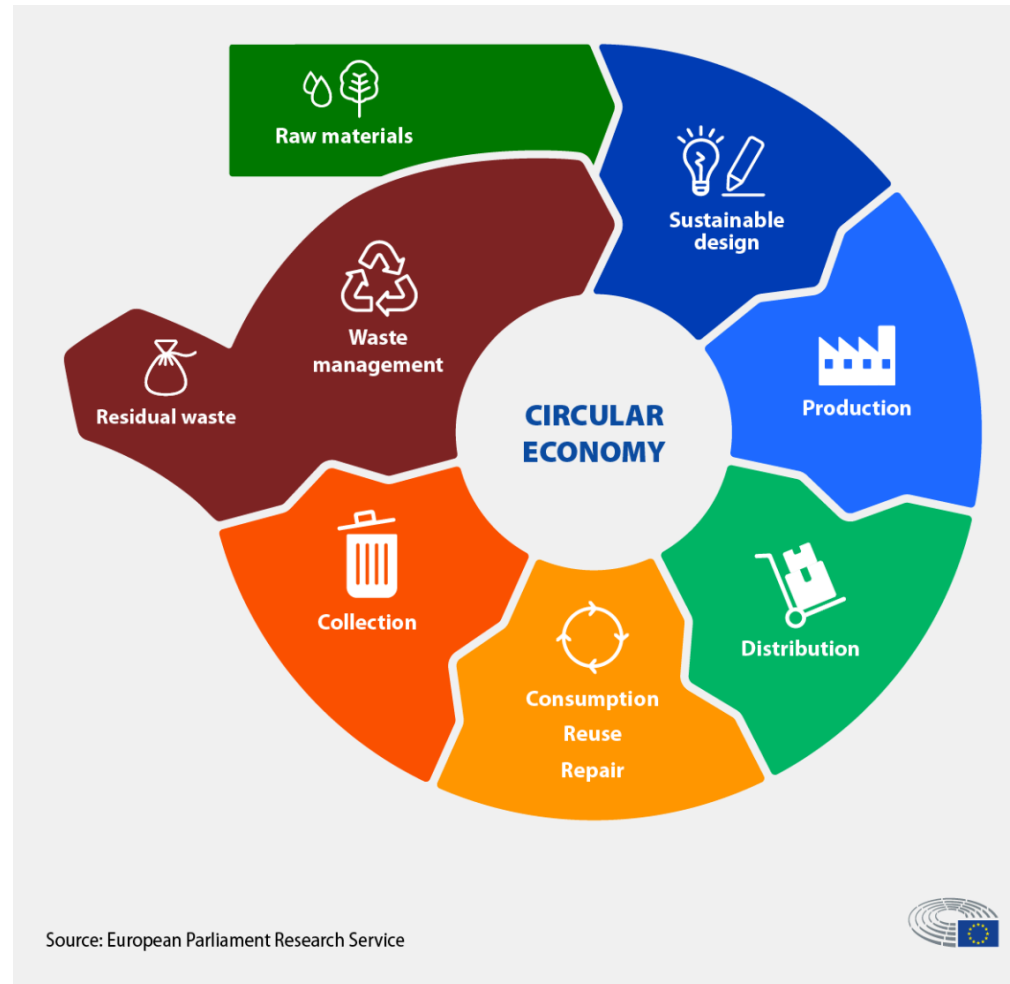 Raw materials
Sustainable
design
Production
Distribution
Consumption
Reuse
Repair
Collection
Waste
management
Residual waste
CIRCULAR
ECONOMY
Source: European Parliament Research Service